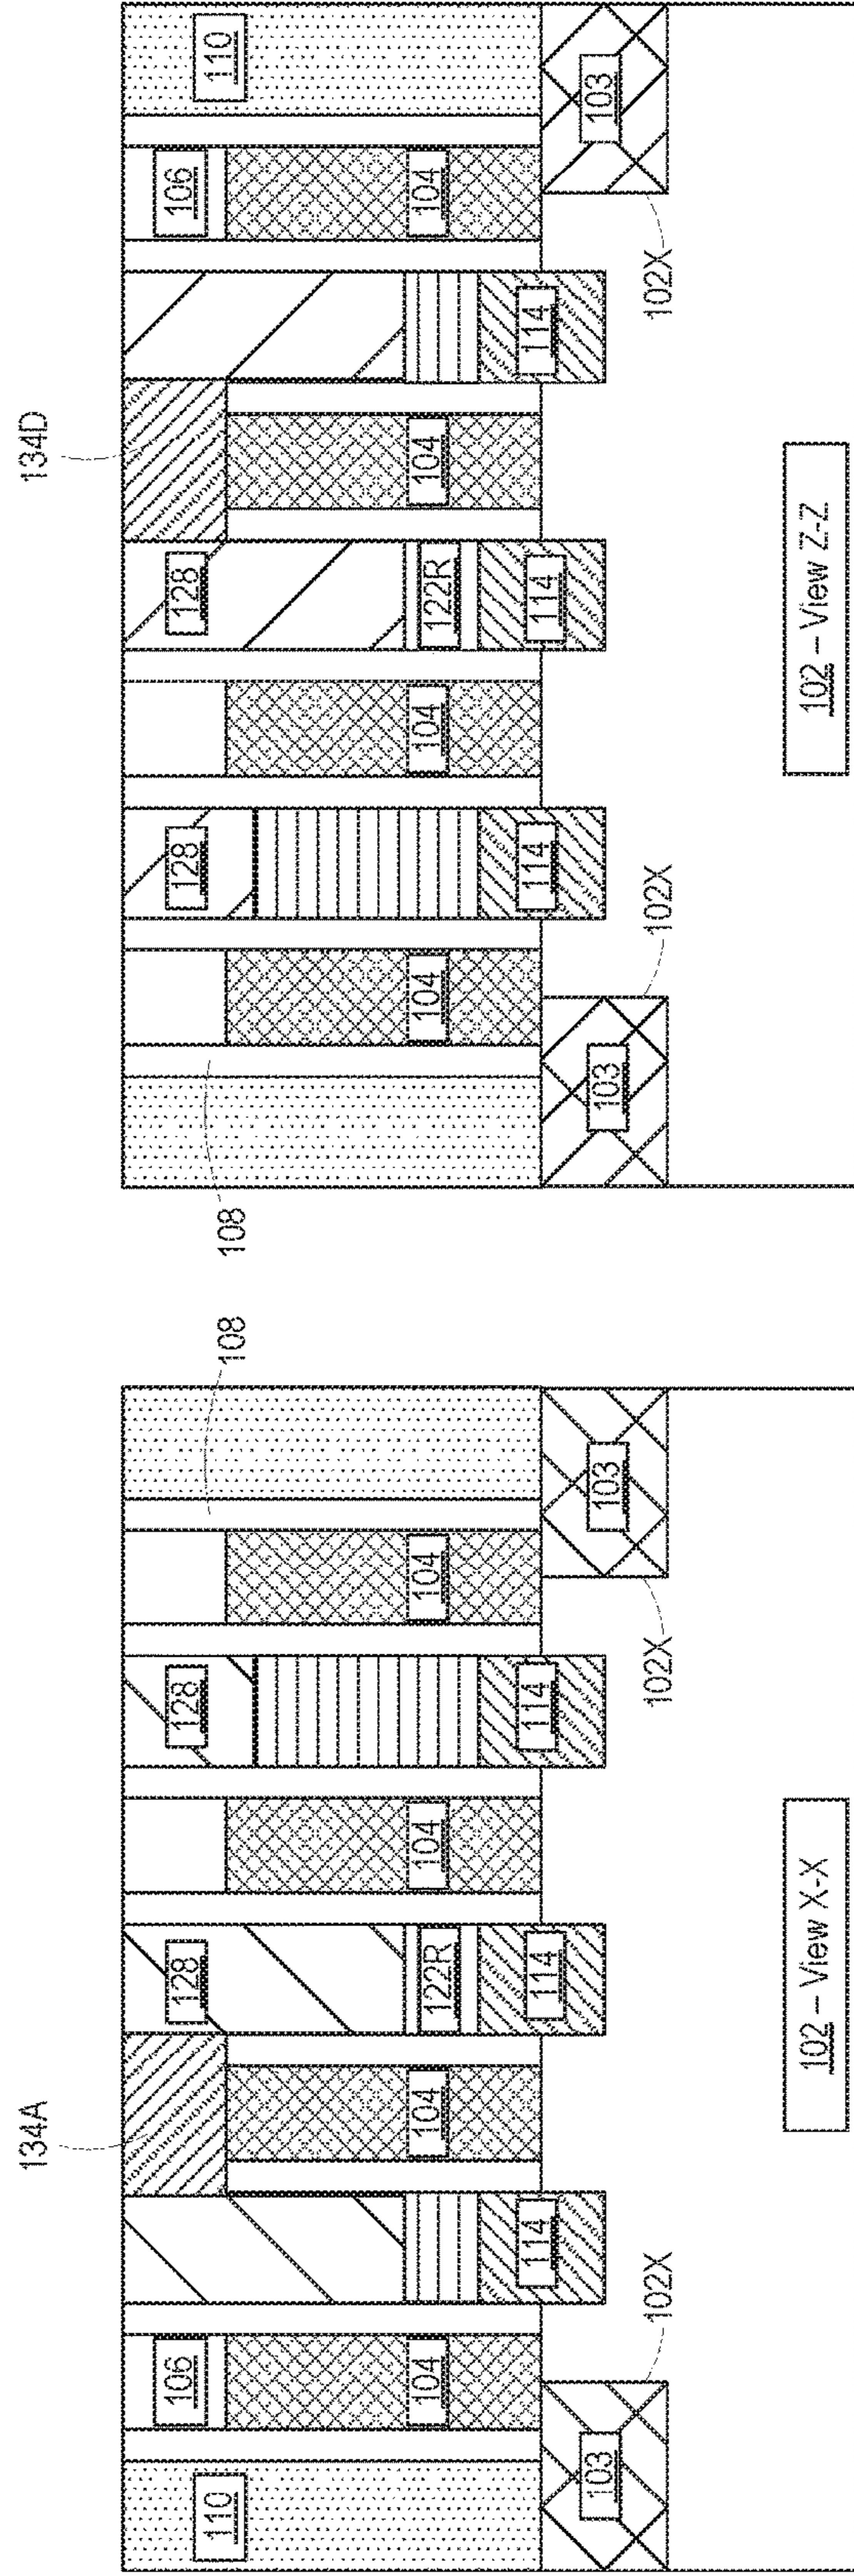 134A 134D
110 106 128 128 108 108 128 128 106 110
104 104 122R 104 104 104 104 122R 104 104
114 114 114 114 114 114
103 103 103 103
102X 102X 102X 102X
102 – View X-X 102 – View Z-Z